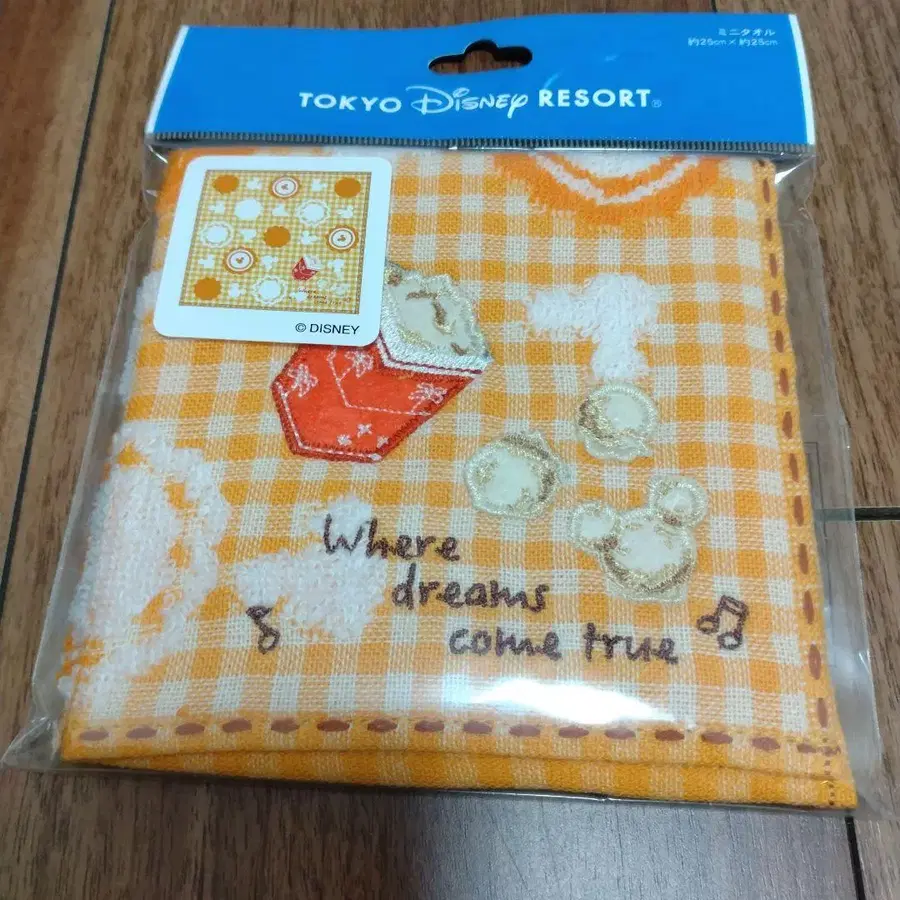 ミニタオル
約25cm×約25cm
TOKYO Disney RESORT®
© DISNEY
Where
dreams
come true